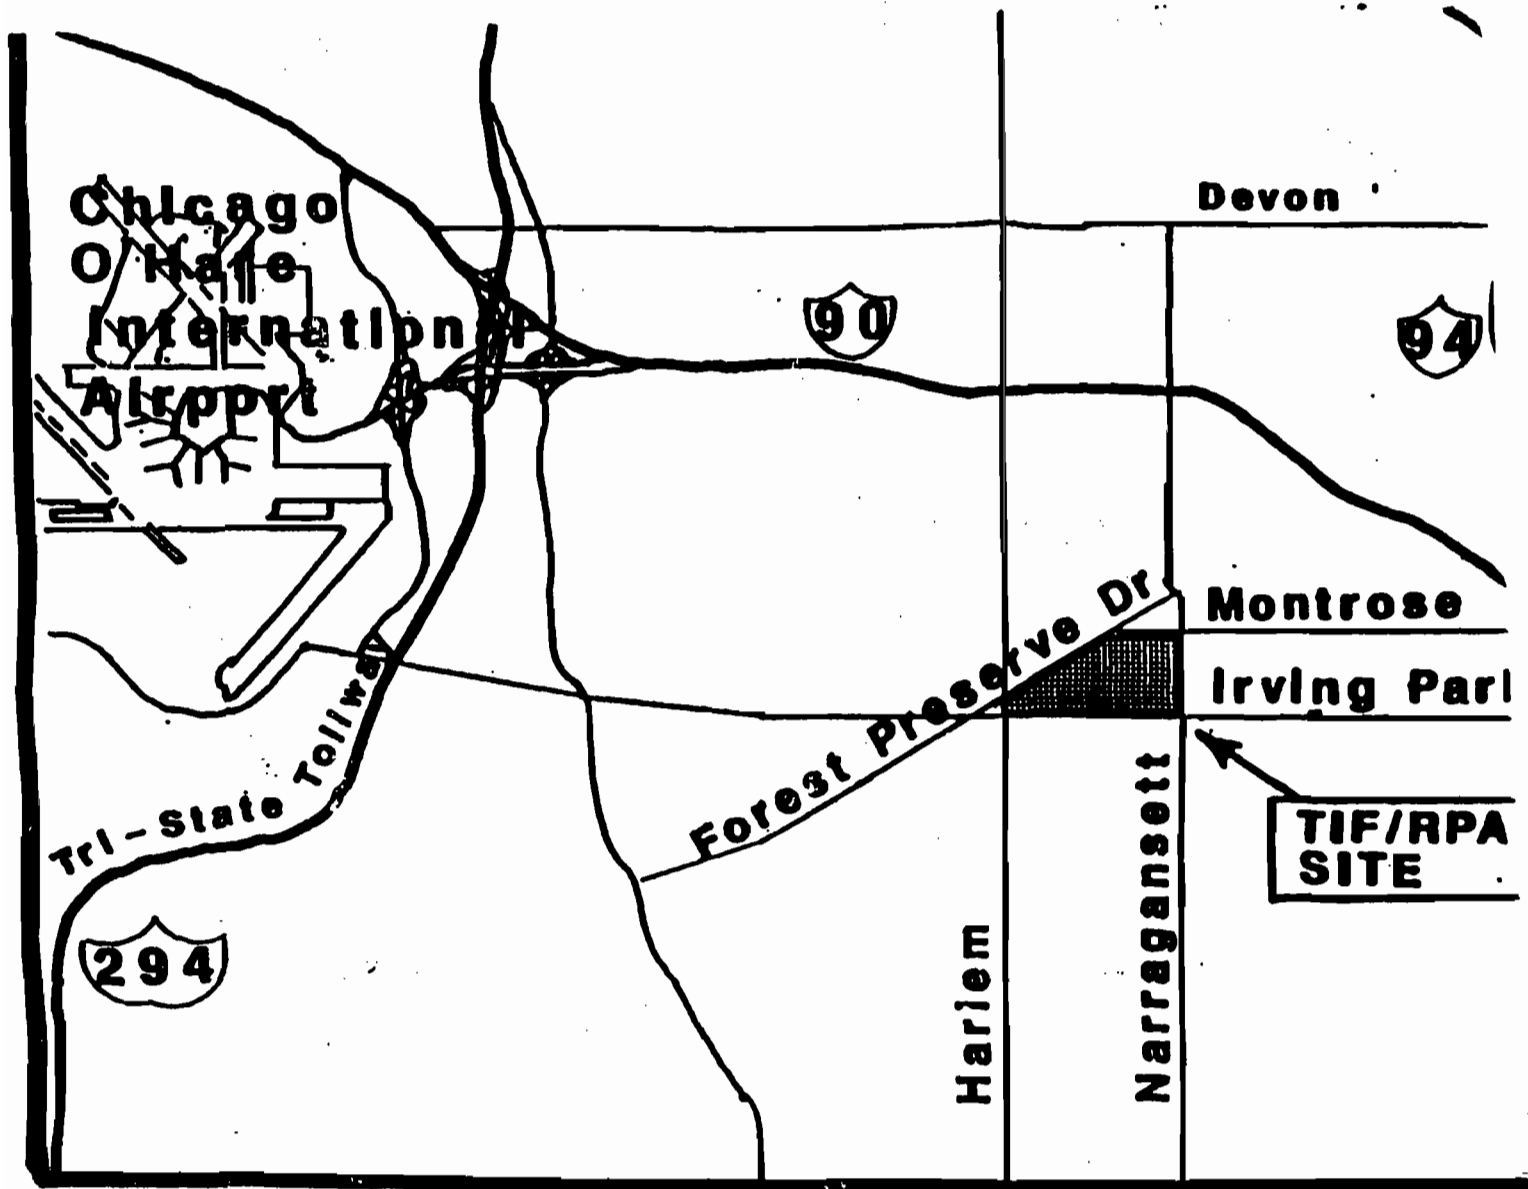 Devon
Chicago
O Hare
International
Airport
90
94
Forest Preserve Dr
Montrose
Irving Park
Tri-State Tollway
TIF/RPA
SITE
294
Harlem
Narragansett